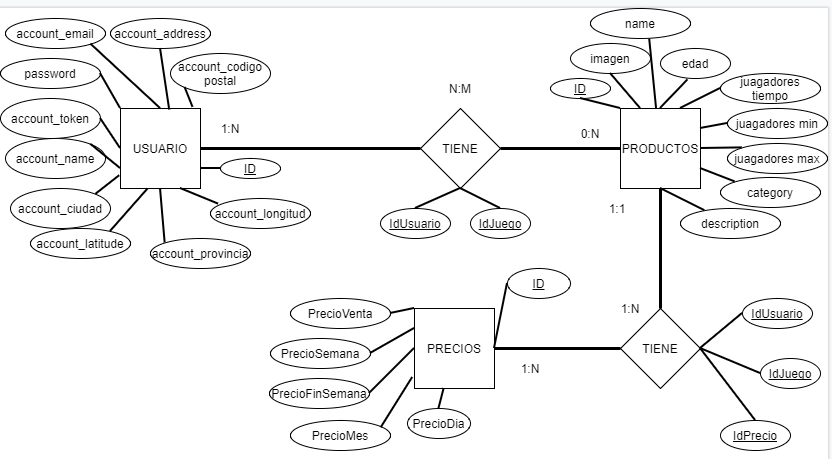 name
account_email
account_address
imagen
edad
account_codigo
postal
password
ID
juagadores
tiempo
N:M
account_token
juagadores min
1:N
0:N
USUARIO
TIENE
PRODUCTOS
account_name
juagadores max
ID
category
account_ciudad
account_longitud
1:1
IdUsuario
IdJuego
description
account_latitude
account_provincia
ID
PrecioVenta
1:N
IdUsuario
PrecioSemana
PRECIOS
TIENE
1:N
IdJuego
PrecioFinSemana
PrecioDia
PrecioMes
IdPrecio